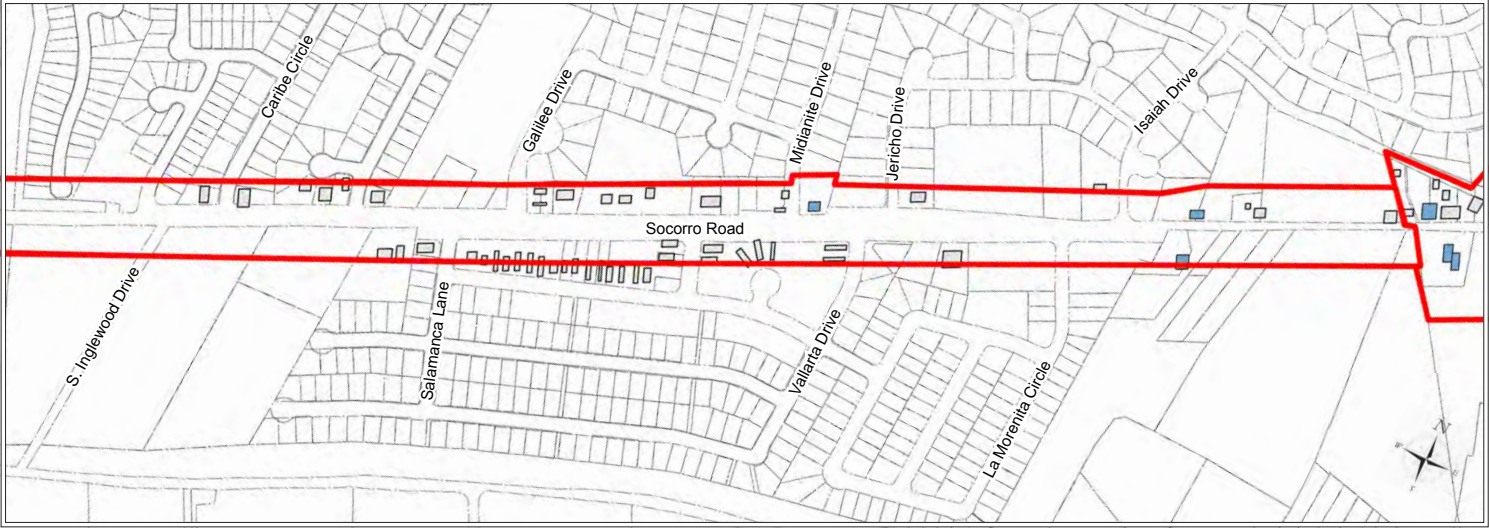 Caribe Circle
Galilee Drive
Midianite Drive
Jericho Drive
Isaiah Drive
Socorro Road
S. Inglewood Drive
Salamanca Lane
Vallarta Drive
La Morenita Circle
N
W
E
S